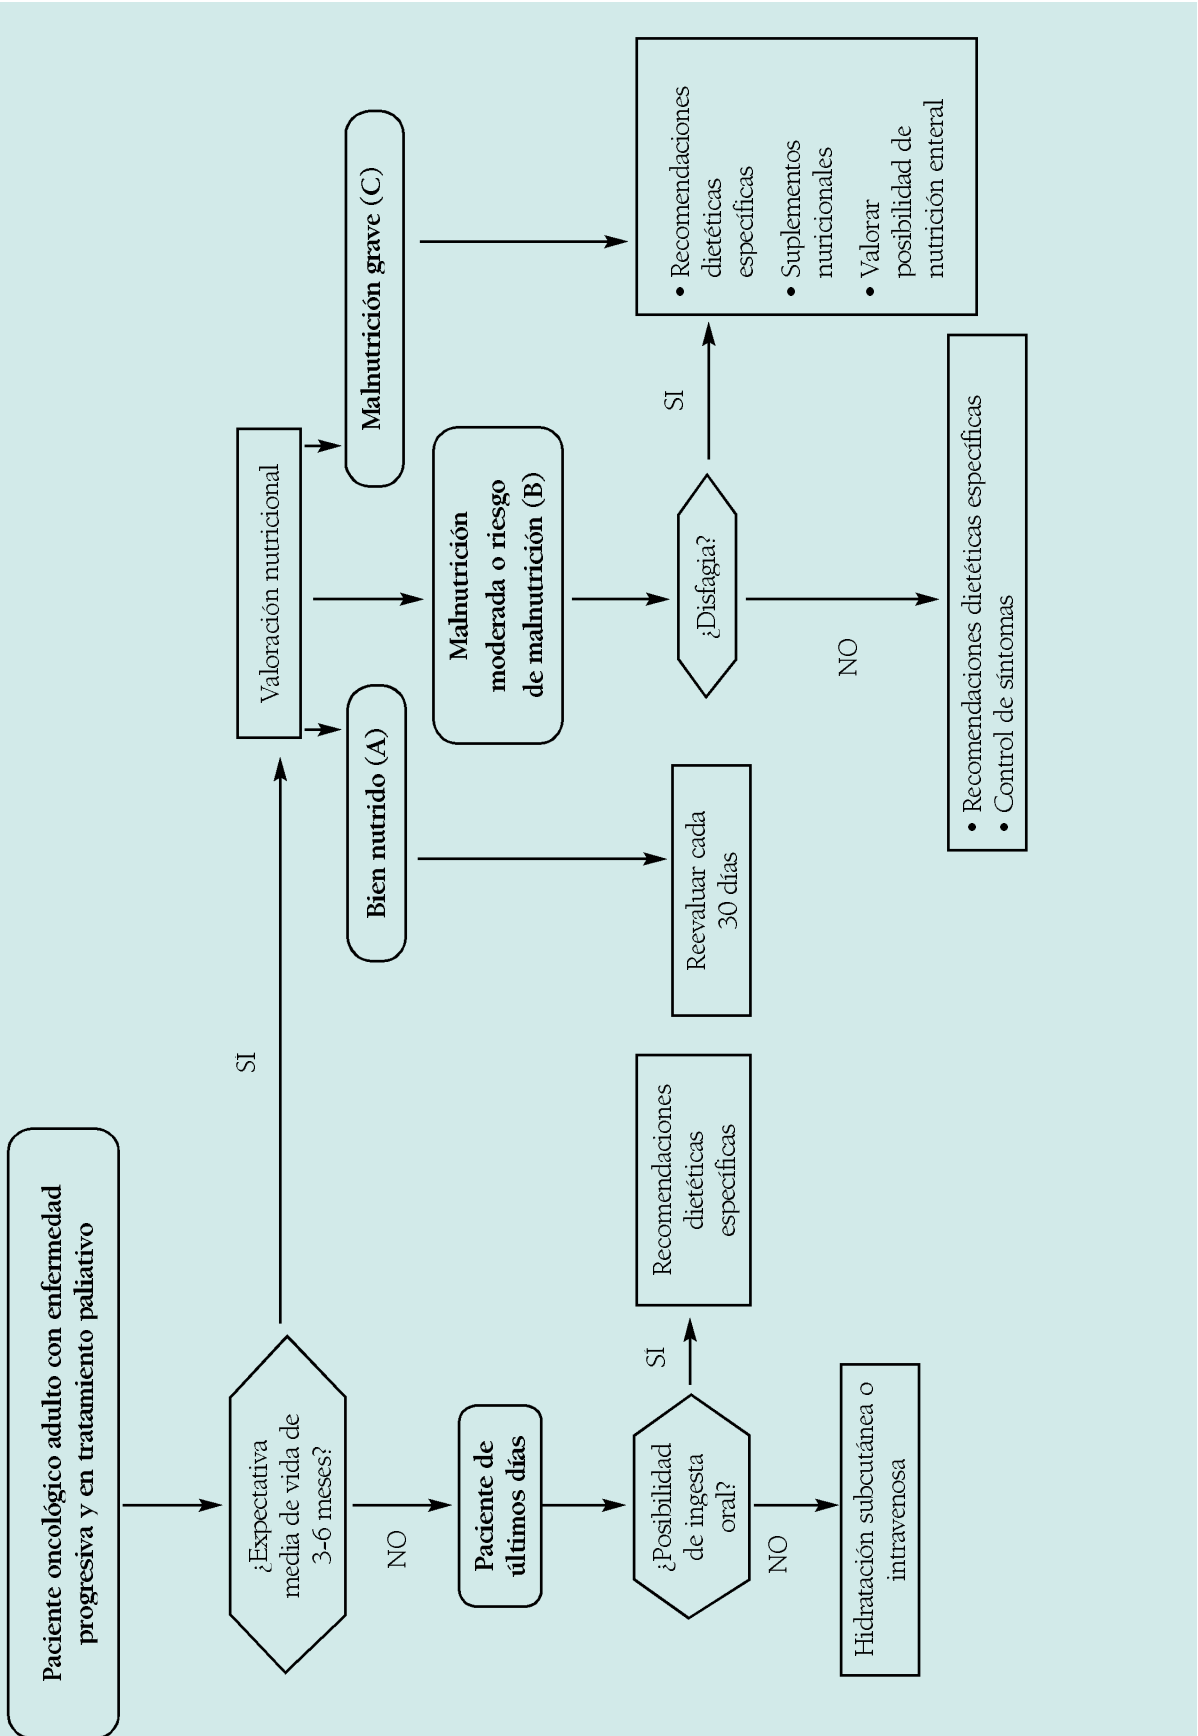 Paciente oncológico adulto con enfermedad
progresiva y en tratamiento paliativo
¿Expectativa
media de vida de
3-6 meses?
SÍ
NO
Valoración nutricional
Bien nutrido (A)
Malnutrición
moderada o riesgo
de malnutrición (B)
Malnutrición grave (C)
Paciente de
últimos días
¿Posibilidad
de ingesta
oral?
SÍ
NO
Recomendaciones
dietéticas
específicas
Hidratación subcutánea o
intravenosa
Reevaluar cada
30 días
¿Disfagia?
SI
NO
• Recomendaciones
dietéticas
específicas
• Suplementos
nuricionales
• Valorar
posibilidad de
nutrición enteral
• Recomendaciones dietéticas específicas
• Control de síntomas